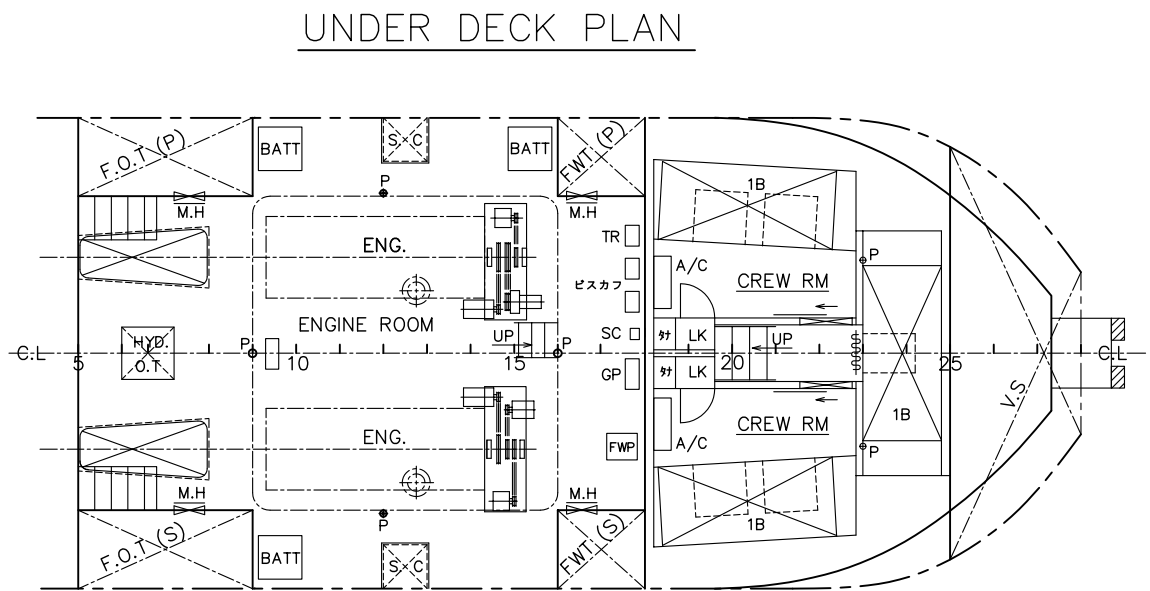 UNDER DECK PLAN
F.O.T (P)
BATT
S.C
BATT
FWT (P)
1B
P
M.H
M.H
TR
ENG.
A/C
P
ビスカフ
CREW RM
ENGINE ROOM
UP
SC
タナ
LK
UP
HYD.
O.T
C.L
5
P
10
15
P
20
25
C.L
GP
タナ
LK
V.S
1B
ENG.
CREW RM
FWP
A/C
P
M.H
M.H
P
1B
F.O.T (S)
BATT
S.C
FWT (S)